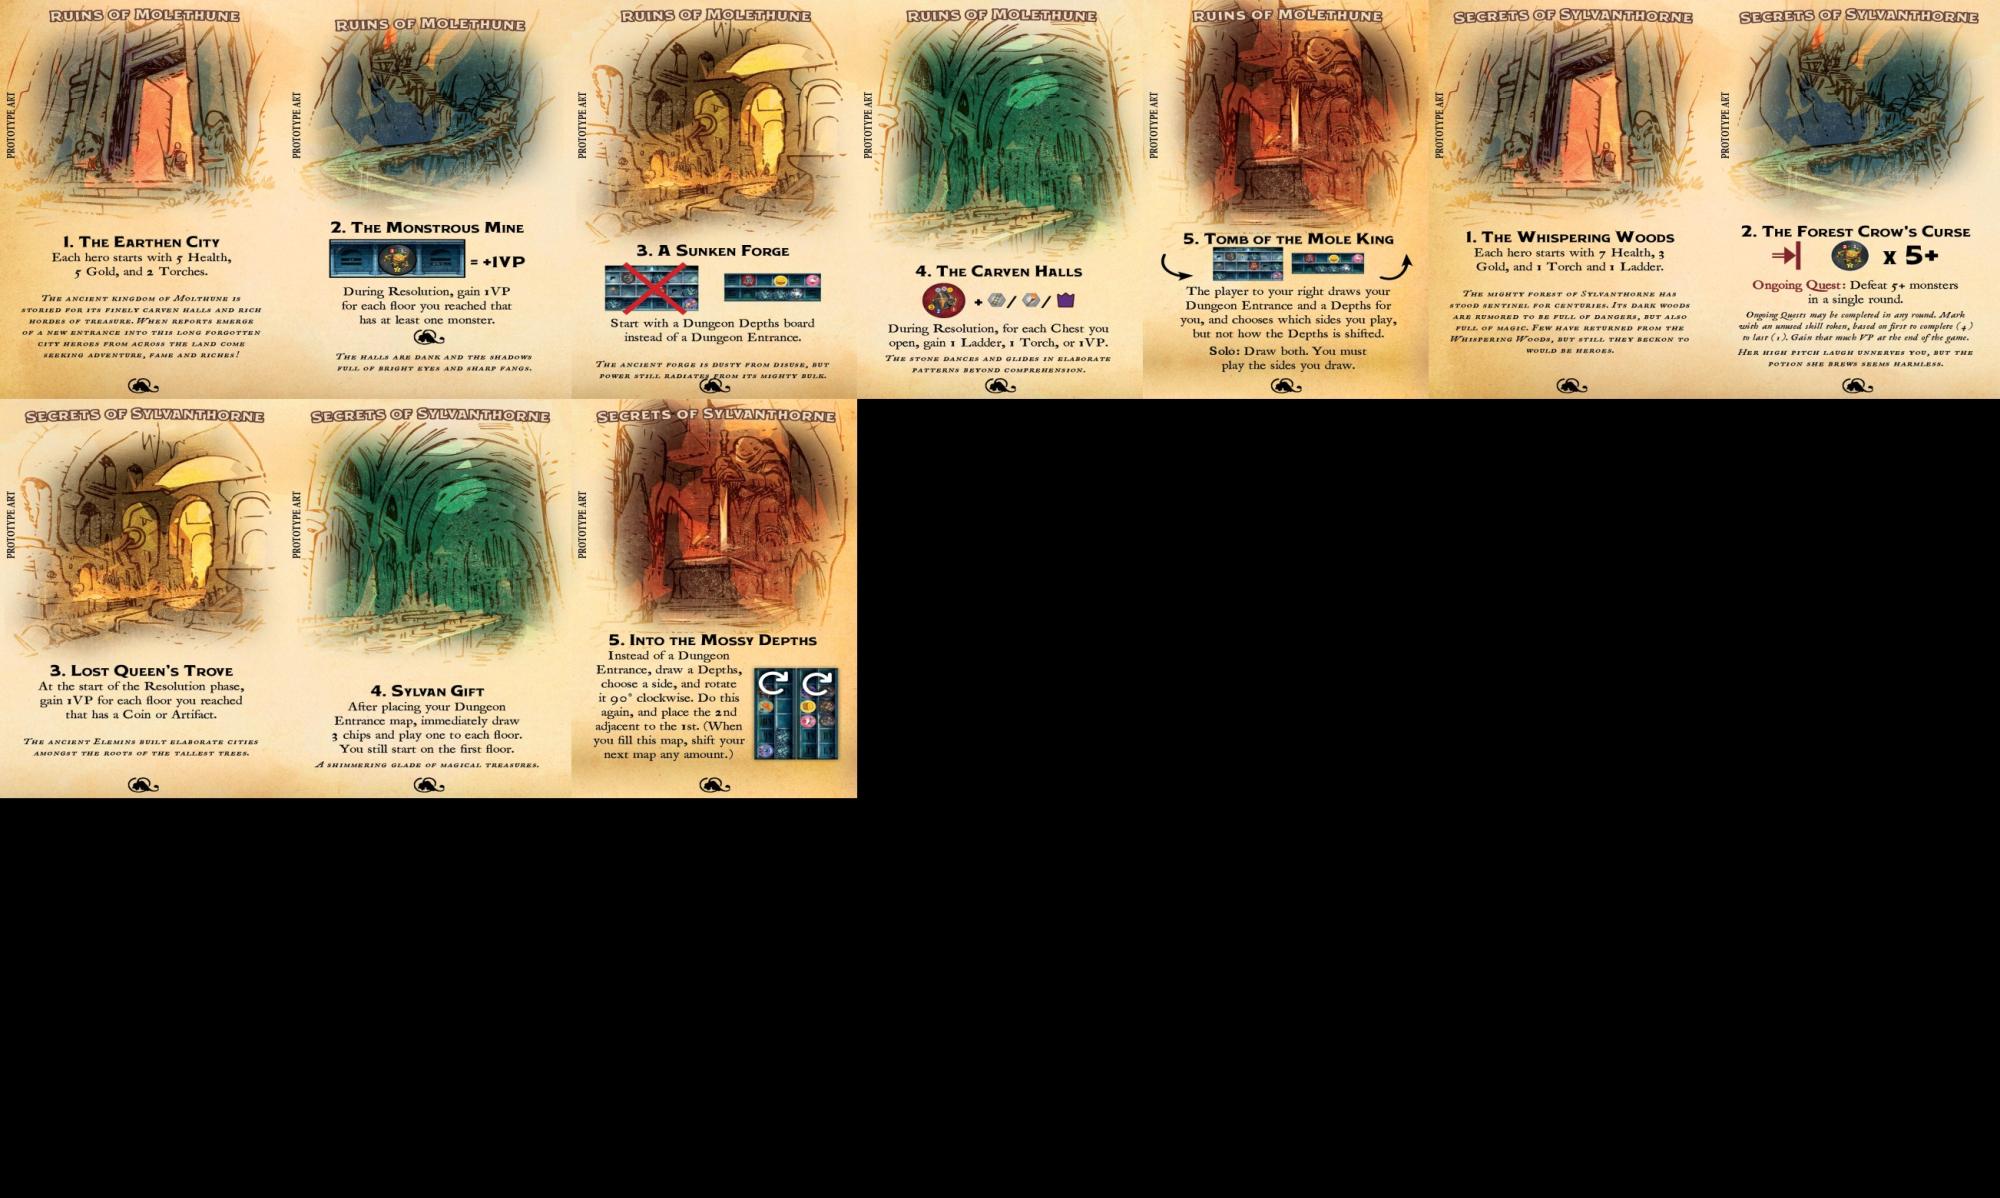 RUINS OF MOLETHUNE
PROTOTYPE ART
1. THE EARTHEN CITY
Each hero starts with 5 Health,
5 Gold, and 2 Torches.
THE ANCIENT KINGDOM OF MOLTHUNE IS
STORIED FOR ITS FINELY CARVEN HALLS AND RICH
HORDES OF TREASURE. WHEN REPORTS EMERGE
OF A NEW ENTRANCE INTO THIS LONG FORGOTTEN
CITY HEROES FROM ACROSS THE LAND COME
SEEKING ADVENTURE, FAME AND RICHES!
RUINS OF MOLETHUNE
PROTOTYPE ART
2. THE MONSTROUS MINE
= +1VP
During Resolution, gain 1VP
for each floor you reached that
has at least one monster.
THE HALLS ARE DANK AND THE SHADOWS
FULL OF BRIGHT EYES AND SHARP FANGS.
RUINS OF MOLETHUNE
PROTOTYPE ART
3. A SUNKEN FORGE
Start with a Dungeon Depths board
instead of a Dungeon Entrance.
THE ANCIENT FORGE IS DUSTY FROM DISUSE, BUT
POWER STILL RADIATES FROM ITS MIGHTY BULK.
RUINS OF MOLETHUNE
PROTOTYPE ART
4. THE CARVEN HALLS
+ / /
During Resolution, for each Chest you
open, gain 1 Ladder, 1 Torch, or 1VP.
THE STONE DANCES AND GLIDES IN ELABORATE
PATTERNS BEYOND COMPREHENSION.
RUINS OF MOLETHUNE
PROTOTYPE ART
5. TOMB OF THE MOLE KING
The player to your right draws your
Dungeon Entrance and a Depths for
you, and chooses which sides you play,
but not how the Depths is shifted.
Solo: Draw both. You must
play the sides you draw.
SECRETS OF SYLVANTHORNE
PROTOTYPE ART
1. THE WHISPERING WOODS
Each hero starts with 7 Health, 3
Gold, and 1 Torch and 1 Ladder.
THE MIGHTY FOREST OF SYLVANTHORNE HAS
STOOD SENTINEL FOR CENTURIES. ITS DARK WOODS
ARE RUMORED TO BE FULL OF DANGERS, BUT ALSO
FULL OF MAGIC. FEW HAVE RETURNED FROM THE
WHISPERING WOODS, BUT STILL THEY BECKON TO
WOULD BE HEROES.
SECRETS OF SYLVANTHORNE
PROTOTYPE ART
2. THE FOREST CROW'S CURSE
x 5+
Ongoing Quest: Defeat 5+ monsters
in a single round.
Ongoing Quests may be completed in any round. Mark
with an unused skill token, based on first to complete (4)
to last (1). Gain that much VP at the end of the game.
HER HIGH PITCH LAUGH UNNERVES YOU, BUT THE
POTION SHE BREWS SEEMS HARMLESS.
SECRETS OF SYLVANTHORNE
PROTOTYPE ART
3. LOST QUEEN'S TROVE
At the start of the Resolution phase,
gain 1VP for each floor you reached
that has a Coin or Artifact.
THE ANCIENT ELEMINS BUILT ELABORATE CITIES
AMONGST THE ROOTS OF THE TALLEST TREES.
SECRETS OF SYLVANTHORNE
PROTOTYPE ART
4. SYLVAN GIFT
After placing your Dungeon
Entrance map, immediately draw
3 chips and play one to each floor.
You still start on the first floor.
A SHIMMERING GLADE OF MAGICAL TREASURES.
SECRETS OF SYLVANTHORNE
PROTOTYPE ART
5. INTO THE MOSSY DEPTHS
Instead of a Dungeon
Entrance, draw a Depths,
choose a side, and rotate
it 90° clockwise. Do this
again, and place the 2nd
adjacent to the 1st. (When
you fill this map, shift your
next map any amount.)